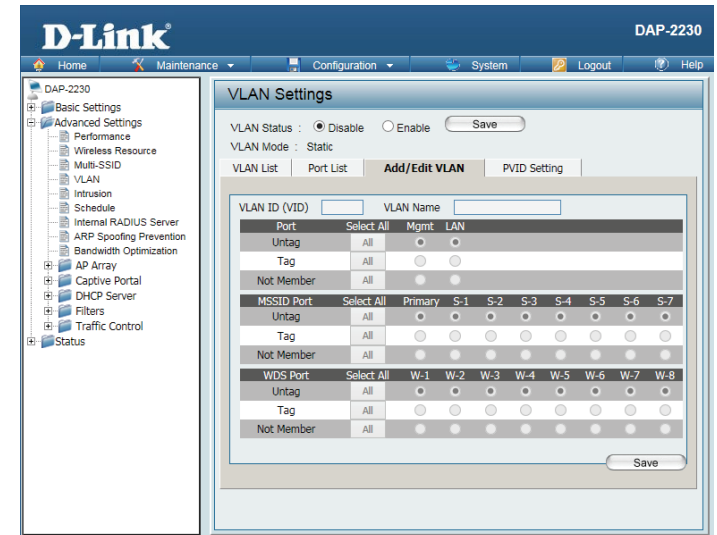 D-Link®
DAP-2230
Home Maintenance Configuration System Logout Help
DAP-2230
Basic Settings
Advanced Settings
Performance
Wireless Resource
Multi-SSID
VLAN
Intrusion
Schedule
Internal RADIUS Server
ARP Spoofing Prevention
Bandwidth Optimization
AP Array
Captive Portal
DHCP Server
Filters
Traffic Control
Status
VLAN Settings
VLAN Status : Disable Enable Save
VLAN Mode : Static
VLAN List Port List Add/Edit VLAN PVID Setting
VLAN ID (VID) VLAN Name
Port Select All Mgmt LAN
Untag All
Tag All
Not Member All
MSSID Port Select All Primary S-1 S-2 S-3 S-4 S-5 S-6 S-7
Untag All
Tag All
Not Member All
WDS Port Select All W-1 W-2 W-3 W-4 W-5 W-6 W-7 W-8
Untag All
Tag All
Not Member All
Save